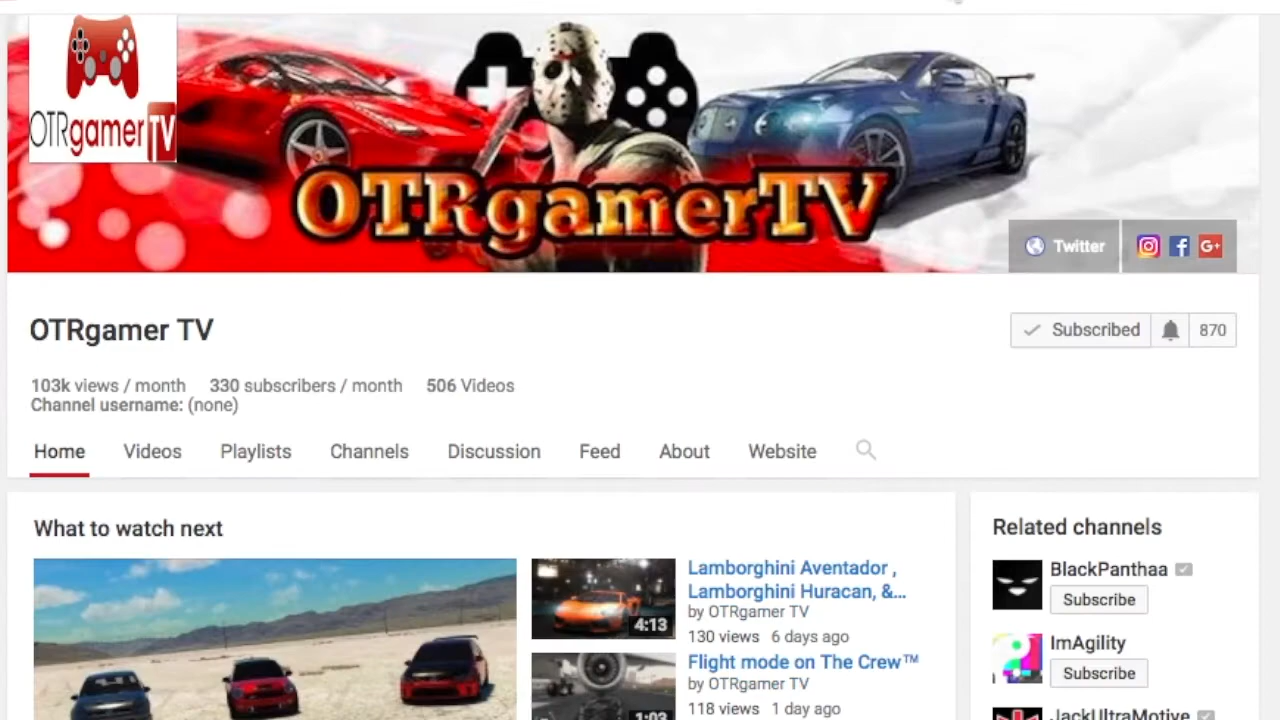 OTRgamer TV
OTRgamerTV
Twitter
G+
OTRgamer TV
Subscribed 870
103k views / month 330 subscribers / month 506 Videos
Channel username: (none)
Home Videos Playlists Channels Discussion Feed About Website
What to watch next
Lamborghini Aventador ,
Lamborghini Huracan, &...
by OTRgamer TV
4:13
130 views 6 days ago
Flight mode on The Crew™
by OTRgamer TV
118 views 1 day ago
1:03
Related channels
BlackPanthaa
Subscribe
ImAgility
Subscribe
JackUltraMotive